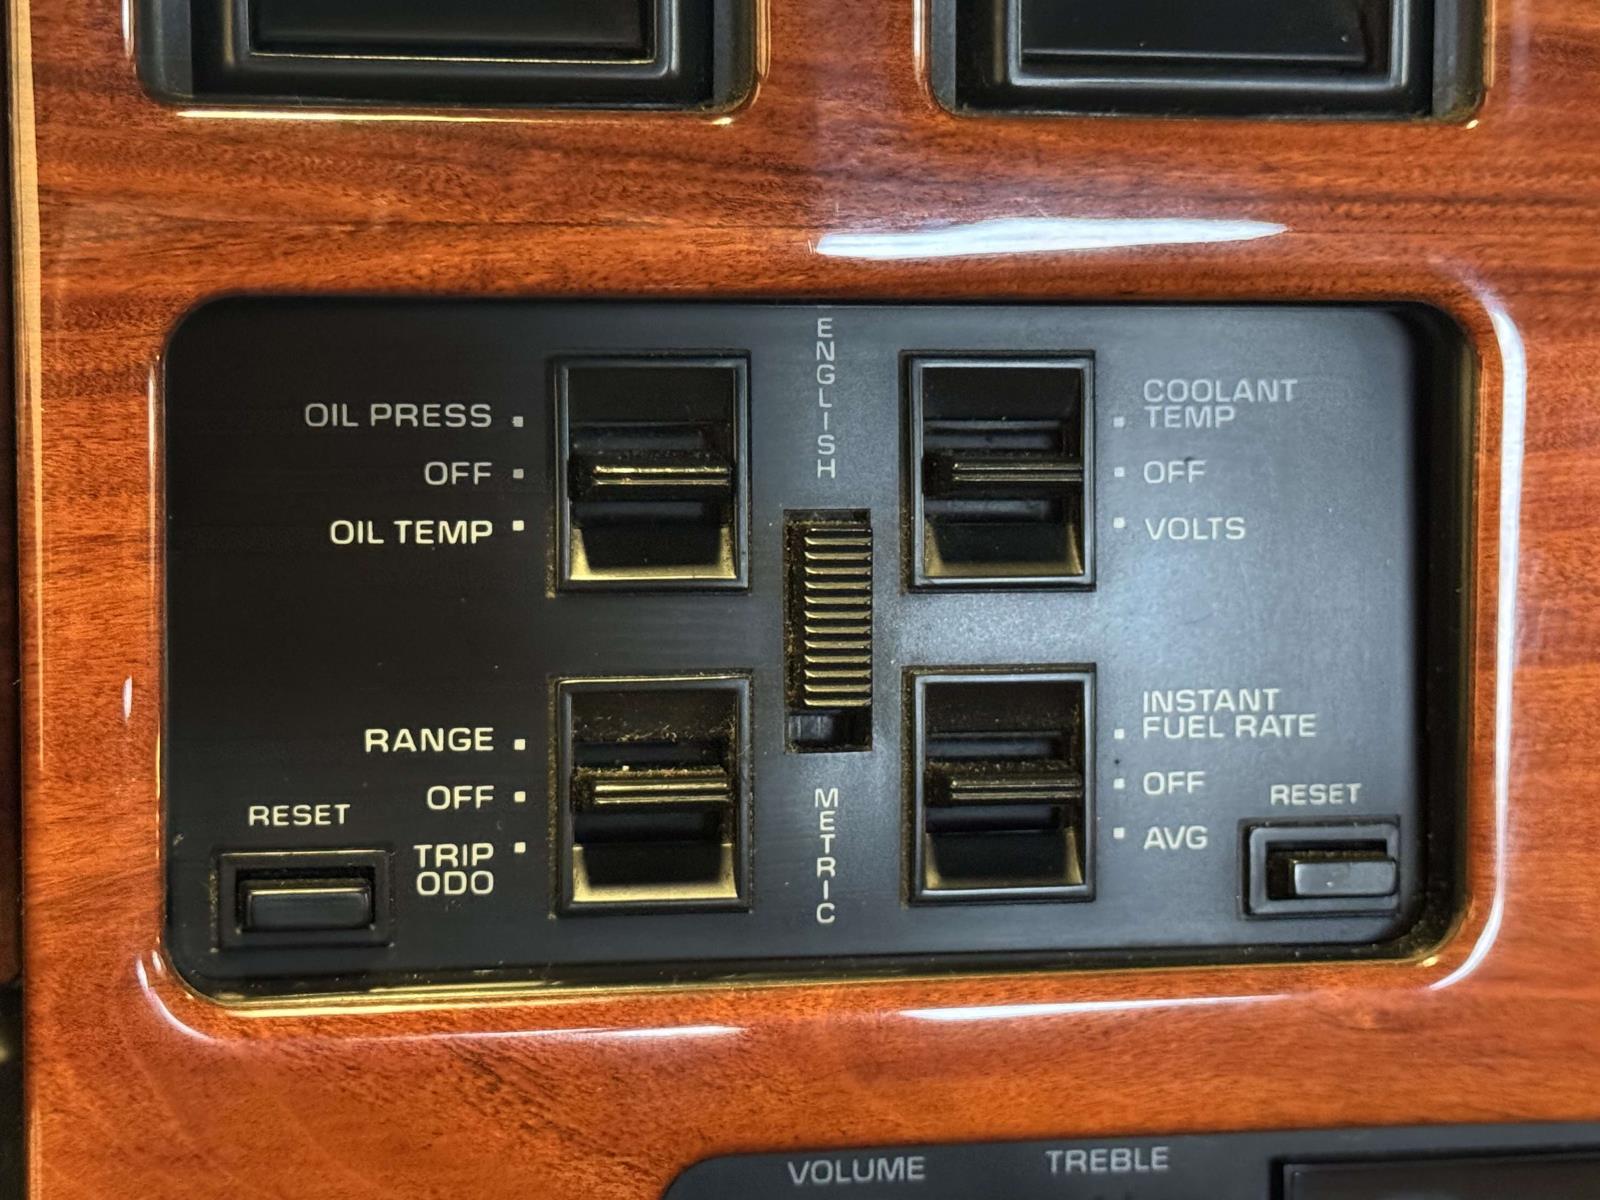 ENGLISH
OIL PRESS
OFF
OIL TEMP
COOLANT
TEMP
OFF
VOLTS
RANGE
OFF
TRIP
ODO
RESET
METRIC
INSTANT
FUEL RATE
OFF
AVG
RESET
VOLUME
TREBLE